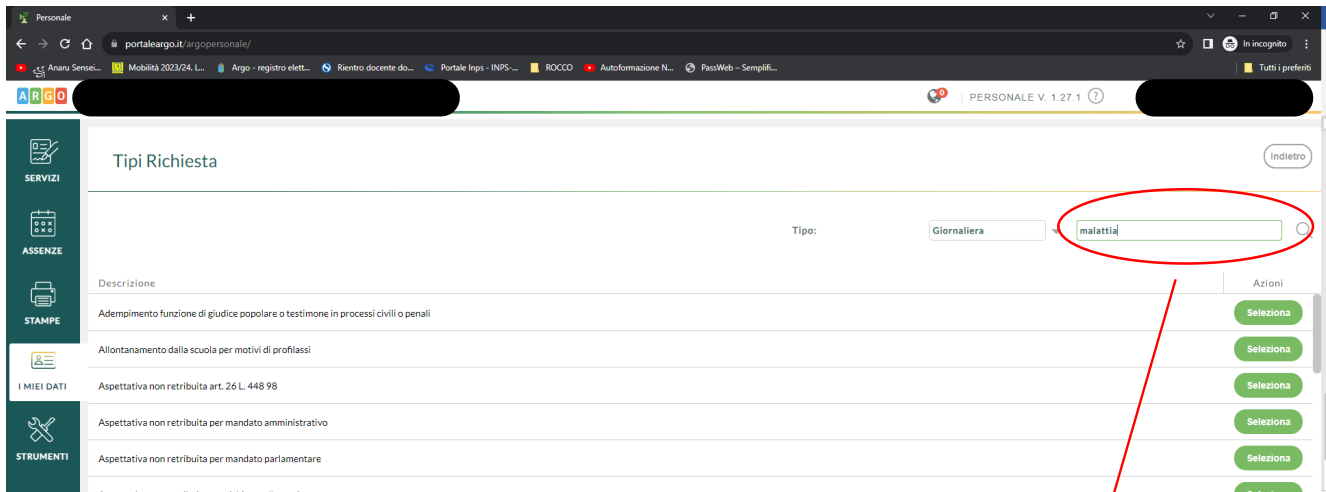 Personale
portaleargo.it/argopersonale/
In incognito
Anaru Sensei...
Mobilità 2023/24. L...
Argo - registro elett...
Rientro docente do...
Portale Inps - INPS-...
ROCCO
Autoformazione N...
PassWeb – Semplifi...
Tutti i preferiti
ARGO
0
PERSONALE V. 1.27.1 ?
SERVIZI
Tipi Richiesta
Indietro
ASSENZE
Tipo:
Giornaliera
malattia
STAMPE
Descrizione
Azioni
Adempimento funzione di giudice popolare o testimone in processi civili o penali
Seleziona
Allontanamento dalla scuola per motivi di profilassi
Seleziona
I MIEI DATI
Aspettativa non retribuita art. 26 L. 448 98
Seleziona
Aspettativa non retribuita per mandato amministrativo
Seleziona
STRUMENTI
Aspettativa non retribuita per mandato parlamentare
Seleziona